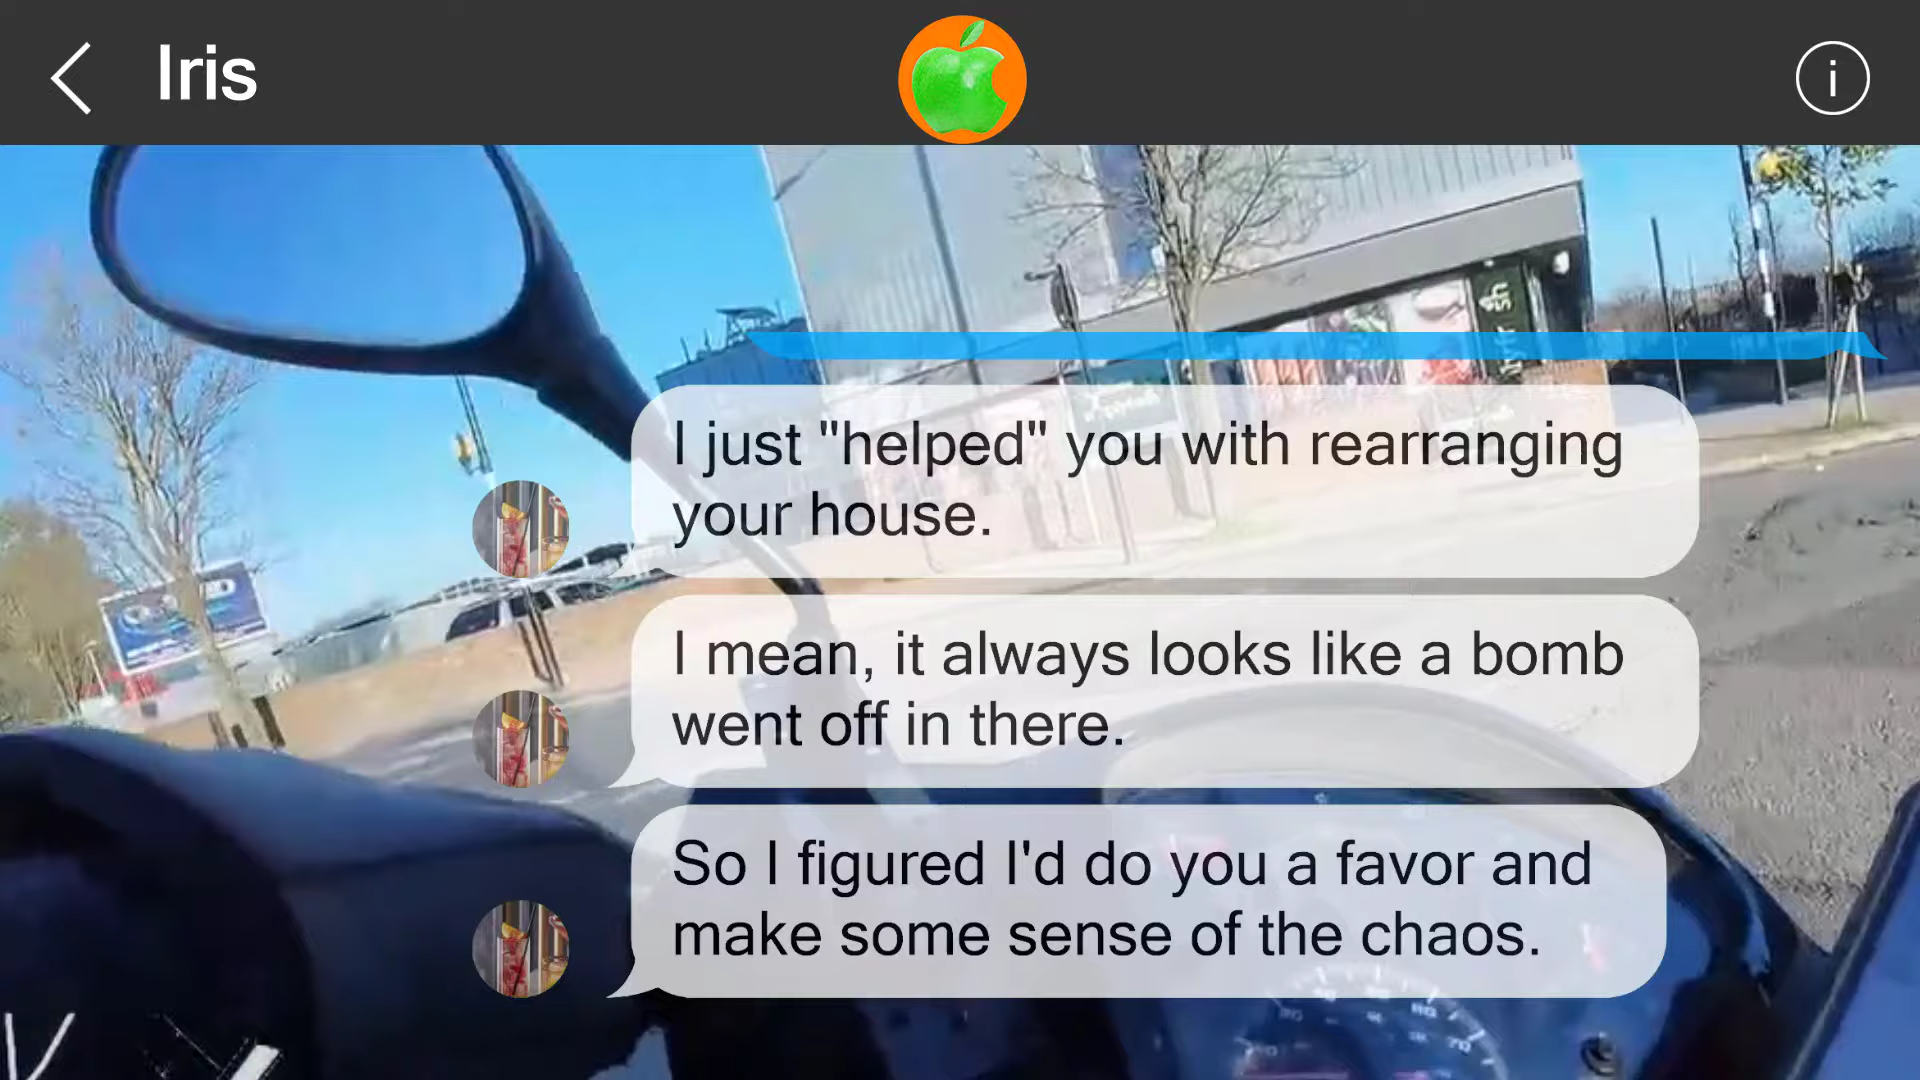 Iris
I just "helped" you with rearranging
your house.
I mean, it always looks like a bomb
went off in there.
So I figured I'd do you a favor and
make some sense of the chaos.